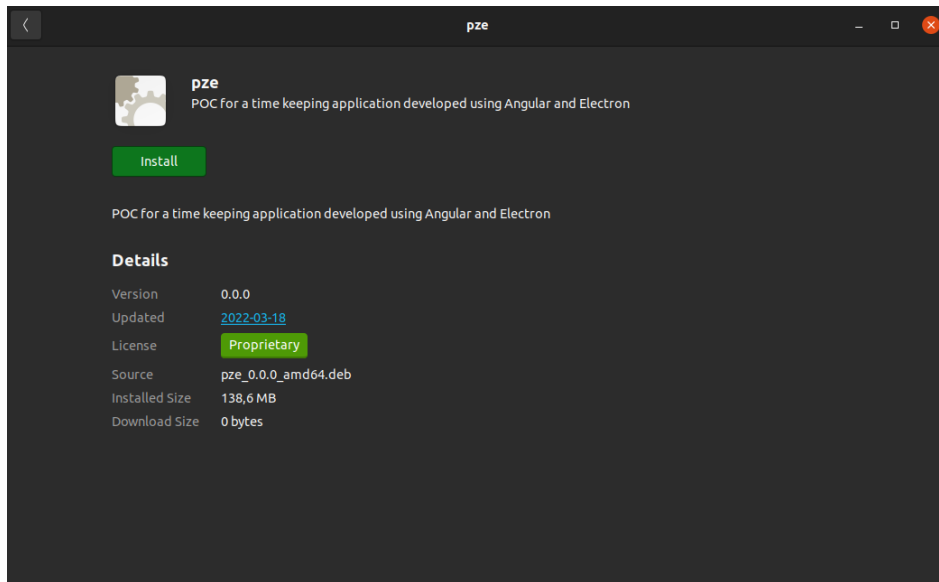 pze
pze
POC for a time keeping application developed using Angular and Electron
Install
POC for a time keeping application developed using Angular and Electron
Details
Version 0.0.0
Updated 2022-03-18
License Proprietary
Source pze_0.0.0_amd64.deb
Installed Size 138,6 MB
Download Size 0 bytes